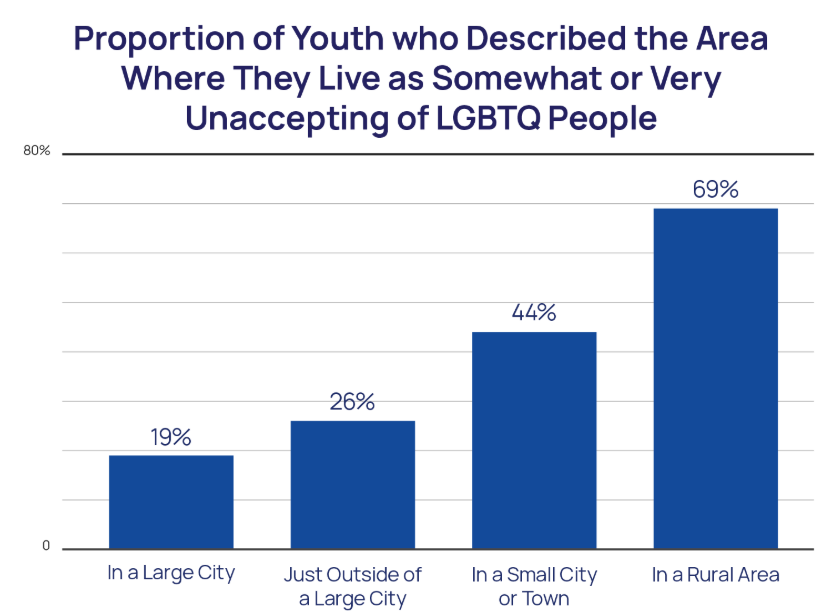 Proportion of Youth who Described the Area
Where They Live as Somewhat or Very
Unaccepting of LGBTQ People
80%
69%
44%
26%
19%
0
In a Large City
Just Outside of
a Large City
In a Small City
or Town
In a Rural Area